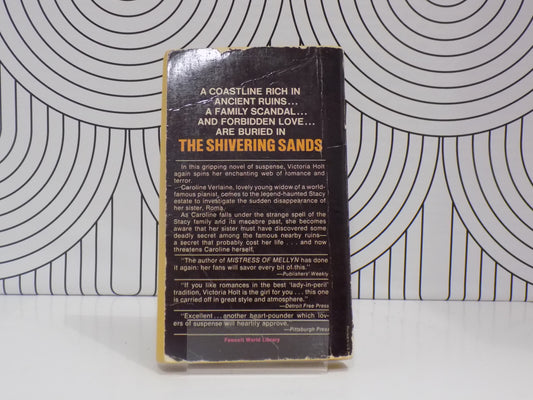 A COASTLINE RICH IN
ANCIENT RUINS...
A FAMILY SCANDAL...
AND FORBIDDEN LOVE...
ARE BURIED IN
THE SHIVERING SANDS
In this gripping novel of suspense, Victoria Holt
again spins her enchanting web of romance and
terror.
Caroline Verlaine, lovely young widow of a world-
famous pianist, comes to the legend-haunted Stacy
estate to investigate the sudden disappearance of
her sister, Roma.
As Caroline falls under the strange spell of the
Stacy family and its macabre past, she becomes
aware that her sister must have discovered some
deadly secret among the famous nearby ruins—
a secret that probably cost her life . . . and now
threatens Caroline herself.
"The author of MISTRESS OF MELLYN has done
it again: her fans will savor every bit of this."
—Publishers' Weekly
"If you like romances in the best 'lady-in-peril'
tradition, Victoria Holt is the girl for you . . . this one
is carried off in great style and atmosphere."
—Detroit Free Press
"Excellent . . . another heart-pounder which lov-
ers of suspense will heartily approve."
—Pittsburgh Press
Fawcett World Library